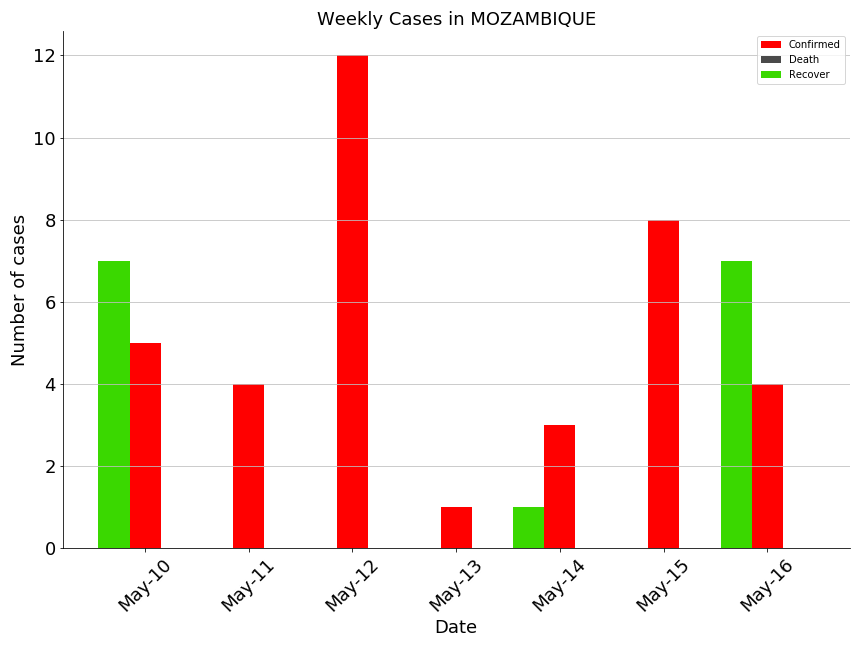 Weekly Cases in MOZAMBIQUE
Confirmed
Death
Recover
Number of cases
12
10
8
6
4
2
0
May-10
May-11
May-12
May-13
May-14
May-15
May-16
Date